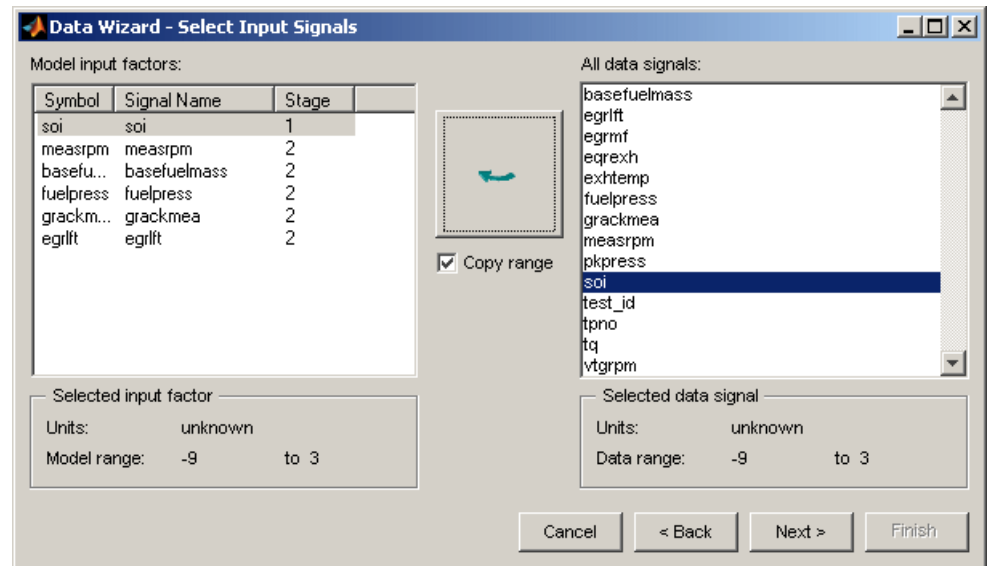 Data Wizard - Select Input Signals
Model input factors:
Symbol Signal Name Stage
soi soi 1
measrpm measrpm 2
basefu... basefuelmass 2
fuelpress fuelpress 2
grackm... grackmea 2
egrlft egrlft 2
Copy range
All data signals:
basefuelmass
egrlft
egrmf
eqrexh
exhtemp
fuelpress
grackmea
measrpm
pkpress
soi
test_id
tpno
tq
vtgrpm
Selected input factor
Units: unknown
Model range: -9 to 3
Selected data signal
Units: unknown
Data range: -9 to 3
Cancel < Back Next > Finish